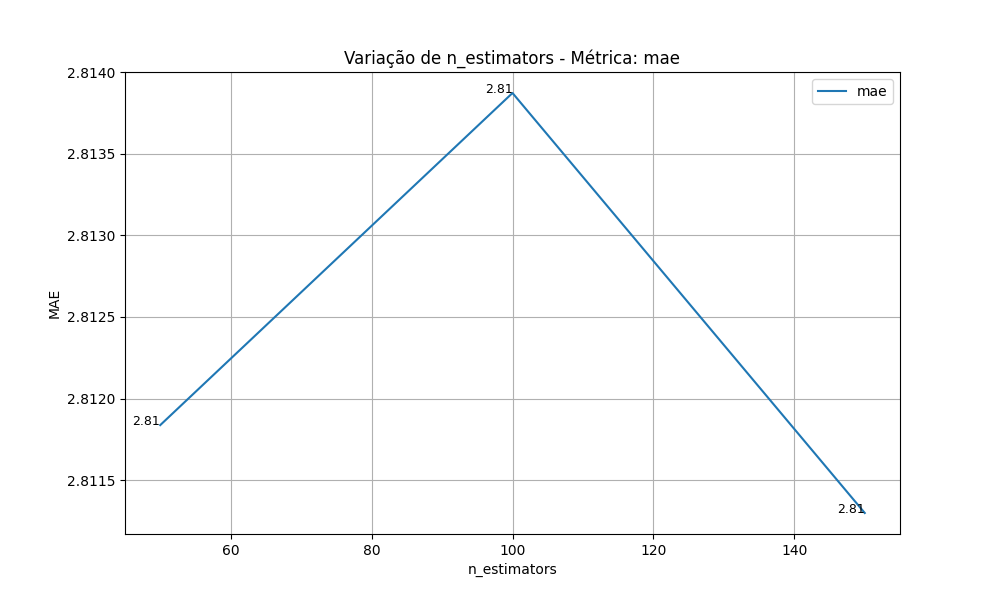 Variação de n_estimators - Métrica: mae
2.8140
2.8135
2.8130
2.8125
2.8120
2.8115
MAE
mae
2.81
2.81
2.81
60 80 100 120 140
n_estimators